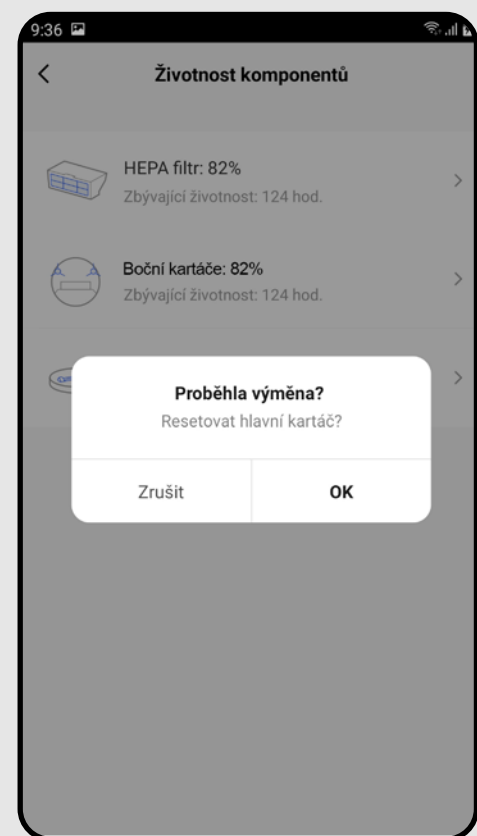 9:36
Životnost komponentů
HEPA filtr: 82%
Zbývající životnost: 124 hod.
Boční kartáče: 82%
Zbývající životnost: 124 hod.
Proběhla výměna?
Resetovat hlavní kartáč?
Zrušit
OK